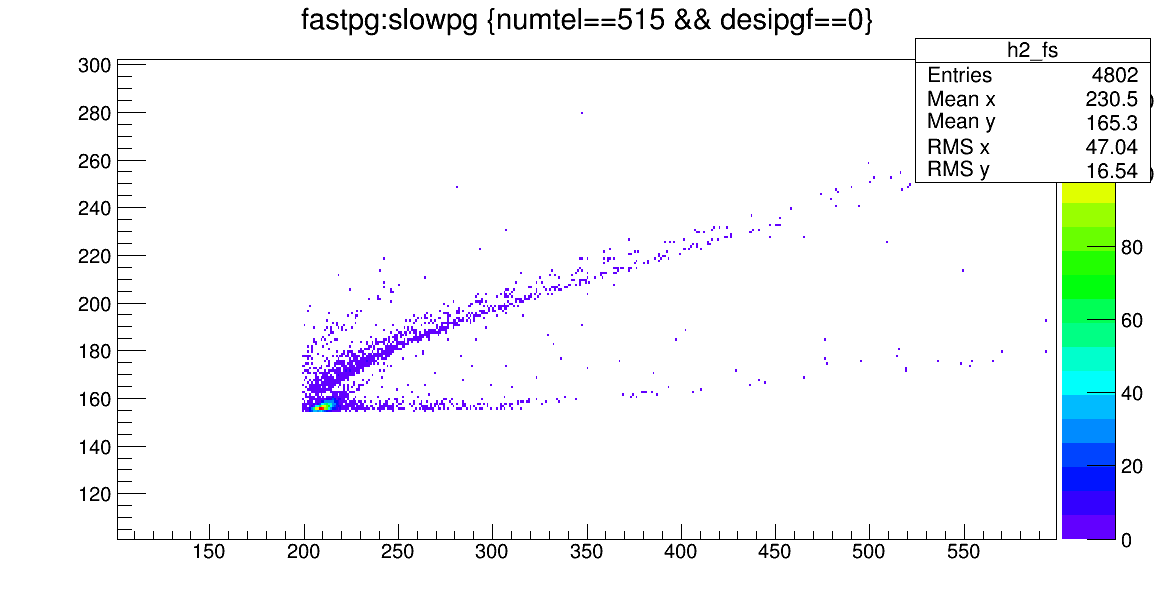 fastpg:slowpg {numtel==515 && desipgf==0}
h2_fs
Entries 4802
Mean x 230.5
Mean y 165.3
RMS x 47.04
RMS y 16.54
300
280
260
240
220
200
180
160
140
120
80
60
40
20
0
150 200 250 300 350 400 450 500 550